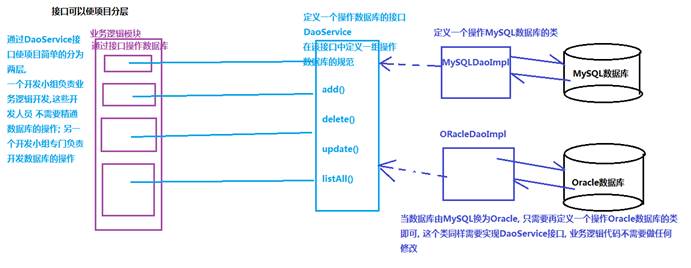 接口可以使项目分层
通过DaoService接
口使项目简单的分为
两层,
一个开发小组负责业
务逻辑开发,这些开
发人员 不需要精通
数据库的操作; 另一
个开发小组专门负责
开发数据库的操作
业务逻辑模块
通过接口操作数据库
定义一个操作数据库的接口
DaoService
在该接口中定义一组操作
数据库的规范
add()
delete()
update()
listAll()
定义一个操作MySQL数据库的类
MySQLDaoImpl
MySQL数据库
ORacleDaoImpl
Oracle数据库
当数据库由MySQL换为Oracle, 只需要再定义一个操作Oracle数据库的类
即可, 这个类同样需要实现DaoService接口, 业务逻辑代码不需要做任何
修改